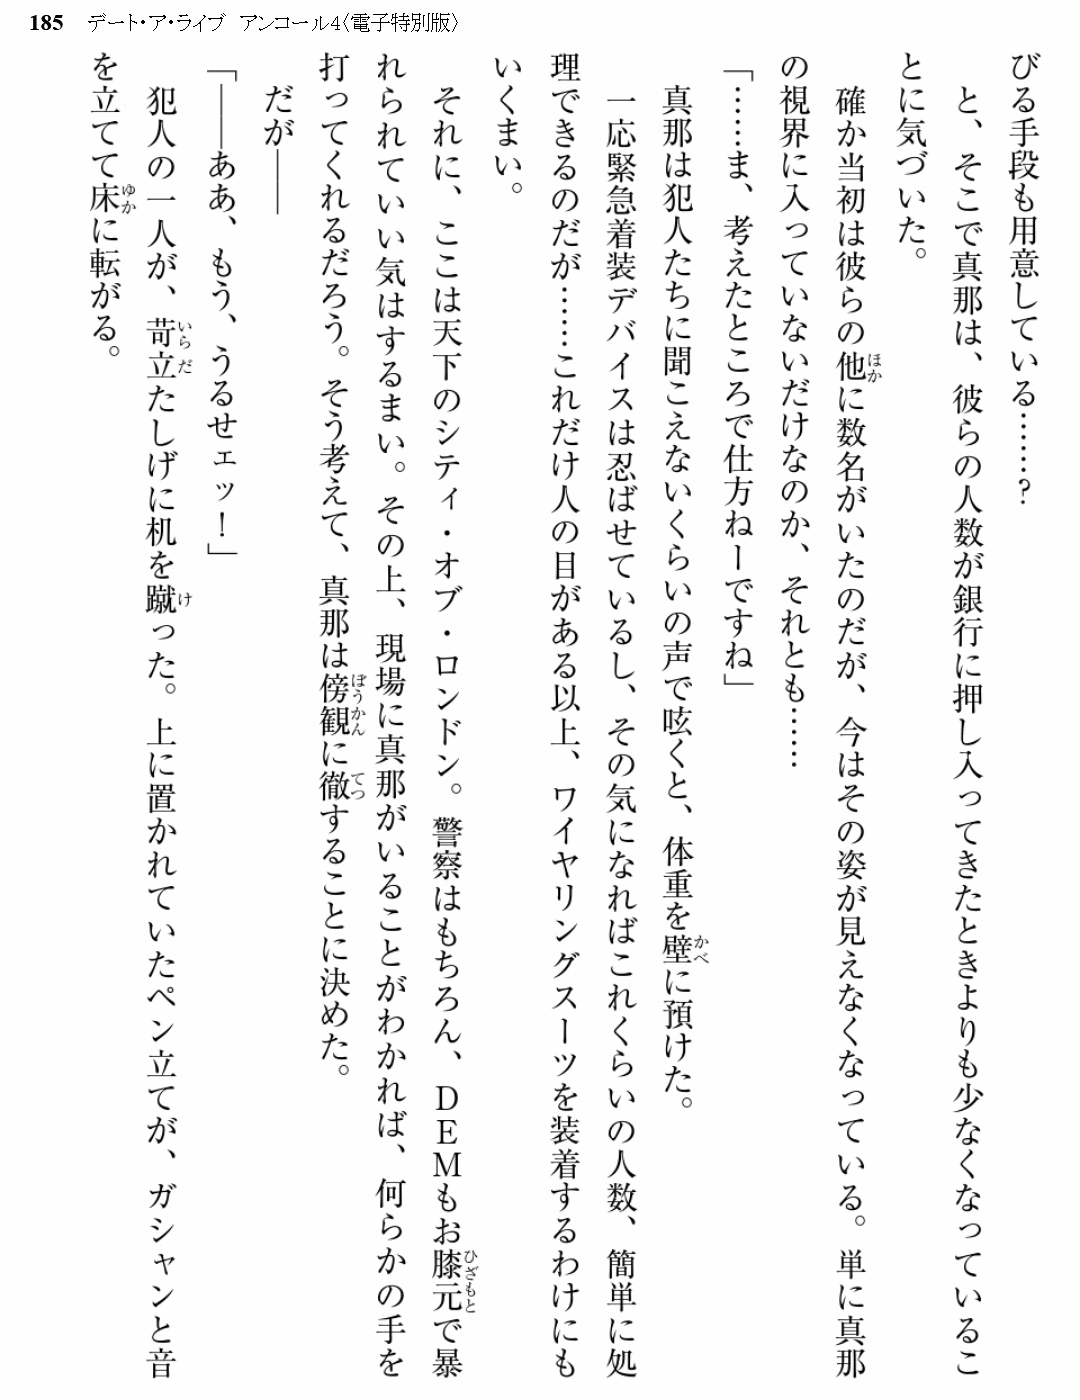 185 デート・ア・ライブ アンコール4〈電子特別版〉
びる手段も用意している……?
と、そこで真那は、彼らの人数が銀行に押し入ってきたときよりも少なくなっているこ
とに気づいた。
確か当初は彼らの他に数名がいたのだが、今はその姿が見えなくなっている。単に真那
の視界に入っていないだけなのか、それとも……
「……ま、考えたところで仕方ねーですね」
真那は犯人たちに聞こえないくらいの声で呟くと、体重を壁に預けた。
一応緊急着装デバイスは忍ばせているし、その気になればこれくらいの人数、簡単に処
理できるのだが……これだけ人の目がある以上、ワイヤリングスーツを装着するわけにも
いくまい。
それに、ここは天下のシティ・オブ・ロンドン。警察はもちろん、DEMもお膝元で暴
れられていい気はするまい。その上、現場に真那がいることがわかれば、何らかの手を
打ってくれるだろう。そう考えて、真那は傍観に徹することに決めた。
だが――
「――ああ、もう、うるせェッ!」
犯人の一人が、苛立たしげに机を蹴った。上に置かれていたペン立てが、ガシャンと音
を立てて床に転がる。